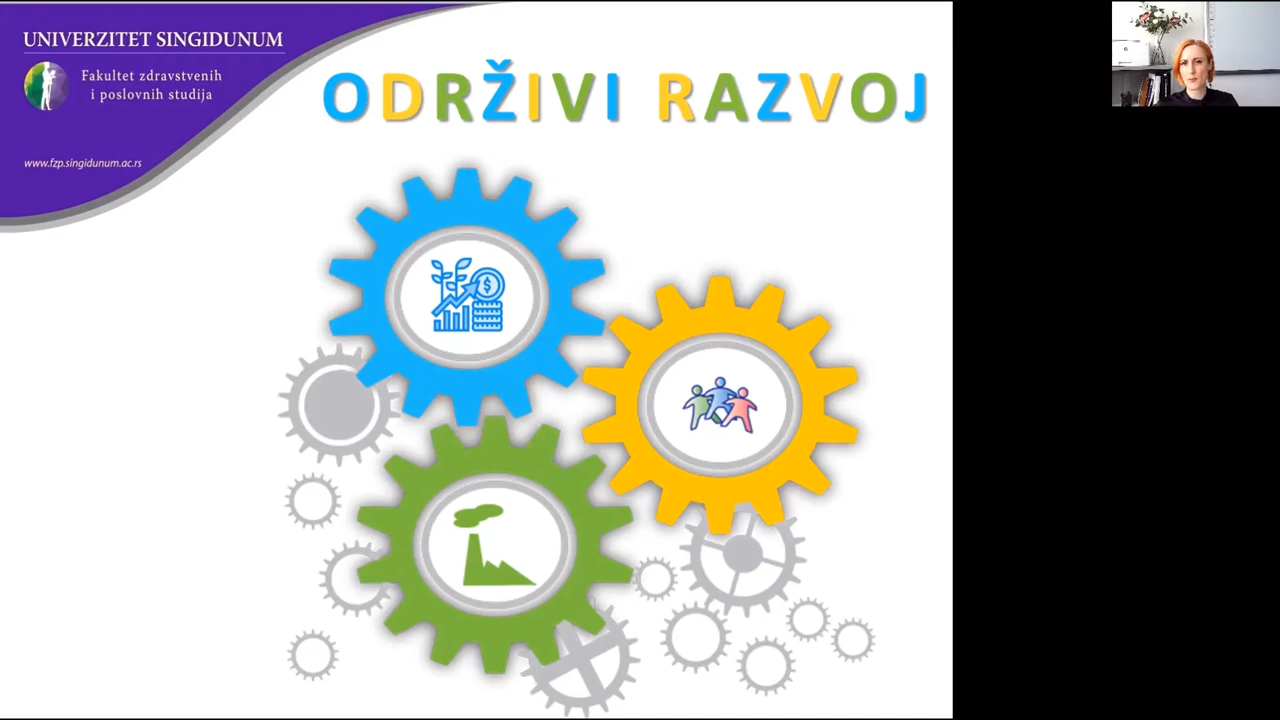 UNIVERZITET SINGIDUNUM
Fakultet zdravstvenih
i poslovnih studija
www.fzp.singidunum.ac.rs
ODRŽIVI RAZVOJ
$